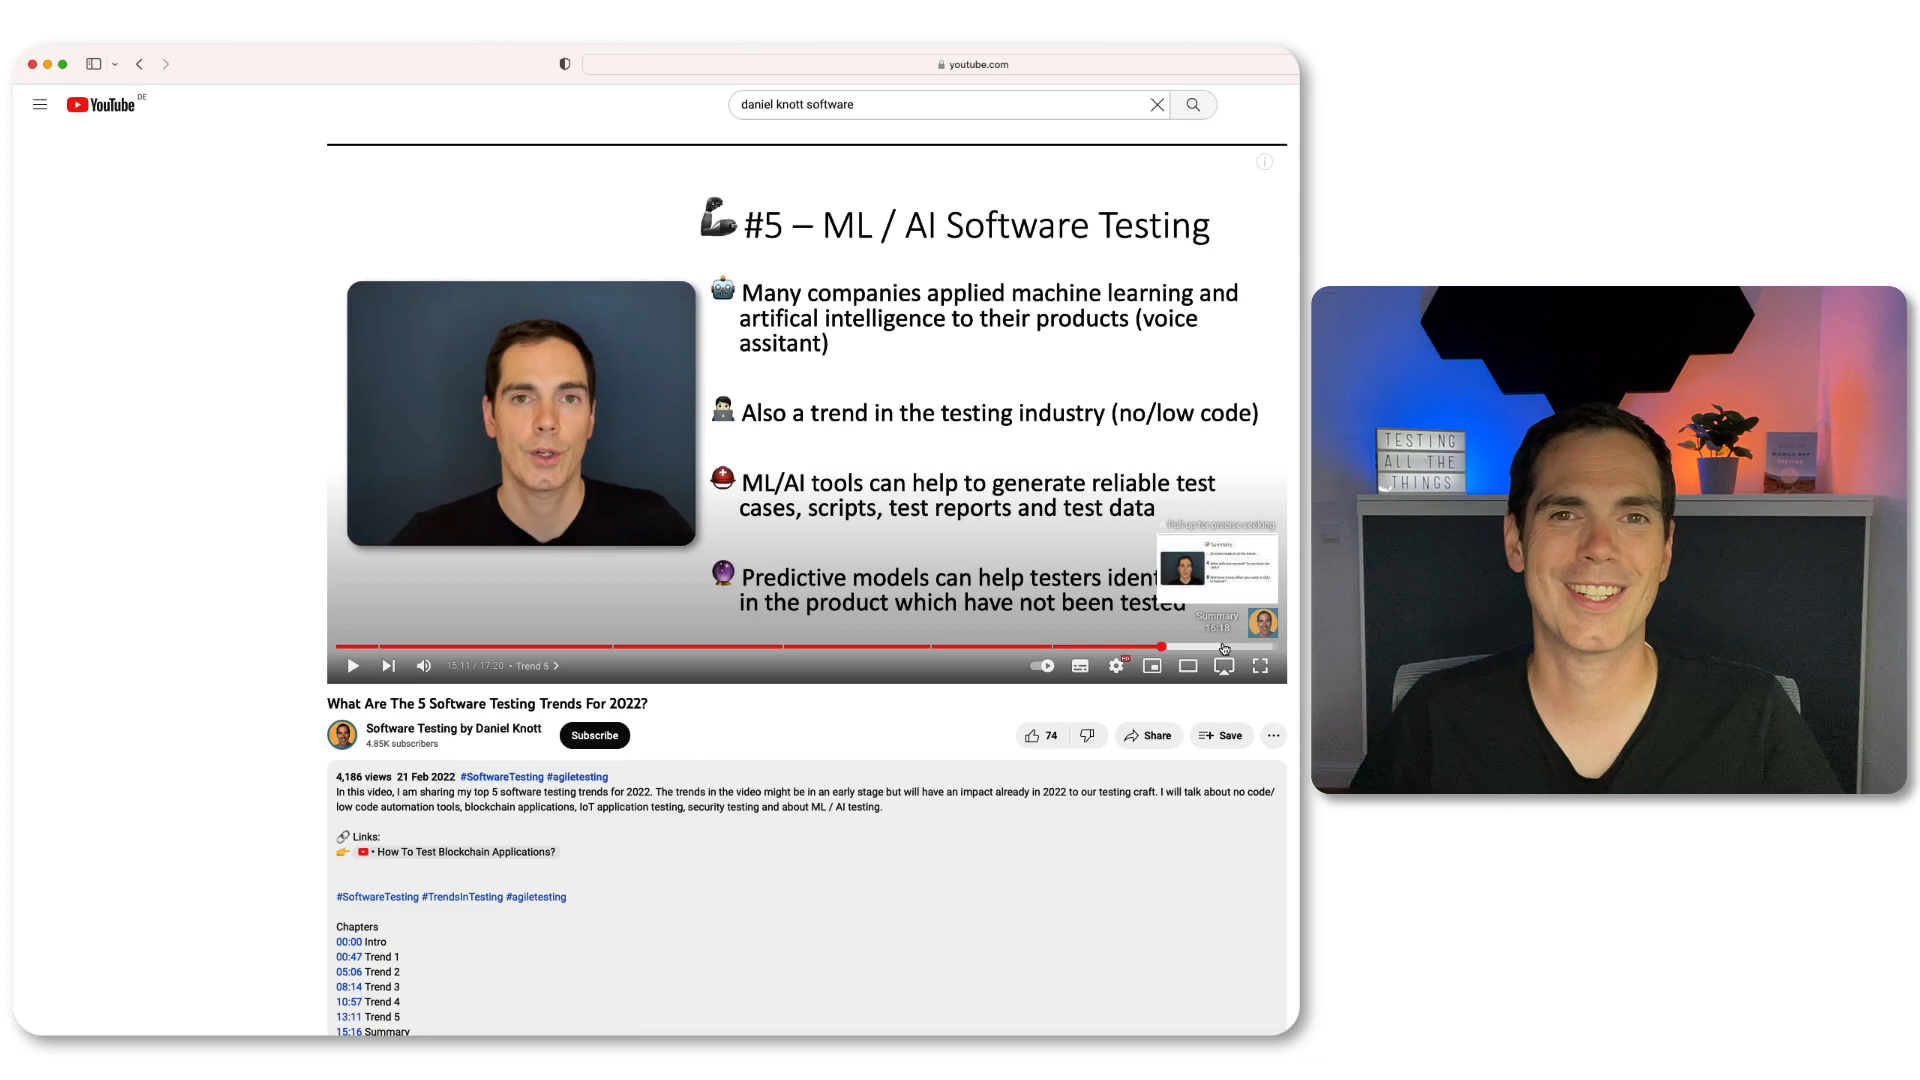 youtube.com
YouTube DE
daniel knott software
#5 – ML / AI Software Testing
Many companies applied machine learning and
artifical intelligence to their products (voice
assitant)
Also a trend in the testing industry (no/low code)
ML/AI tools can help to generate reliable test
cases, scripts, test reports and test data
Pull up for precise seeking
Summary
Predictive models can help testers ident
in the product which have not been tested
Summary
16:18
15:11 / 17:20 • Trend 5
HD
What Are The 5 Software Testing Trends For 2022?
Software Testing by Daniel Knott
4.85K subscribers
Subscribe
74
Share
Save
4,186 views 21 Feb 2022 #SoftwareTesting #agiletesting
In this video, I am sharing my top 5 software testing trends for 2022. The trends in the video might be in an early stage but will have an impact already in 2022 to our testing craft. I will talk about no code/
low code automation tools, blockchain applications, IoT application testing, security testing and about ML / AI testing.
Links:
• How To Test Blockchain Applications?
#SoftwareTesting #TrendsInTesting #agiletesting
Chapters
00:00 Intro
00:47 Trend 1
05:06 Trend 2
08:14 Trend 3
10:57 Trend 4
13:11 Trend 5
15:16 Summary
TESTING
ALL THE
THINGS
MOBILE APP
TESTING